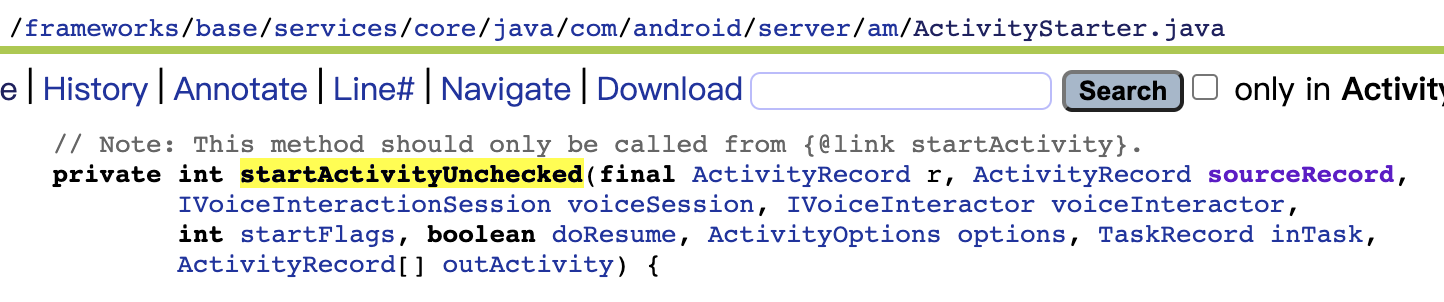 /frameworks/base/services/core/java/com/android/server/am/ActivityStarter.java
e | History | Annotate | Line# | Navigate | Download Search only in Activity
// Note: This method should only be called from {@link startActivity}.
private int startActivityUnchecked(final ActivityRecord r, ActivityRecord sourceRecord,
IVoiceInteractionSession voiceSession, IVoiceInteractor voiceInteractor,
int startFlags, boolean doResume, ActivityOptions options, TaskRecord inTask,
ActivityRecord[] outActivity) {